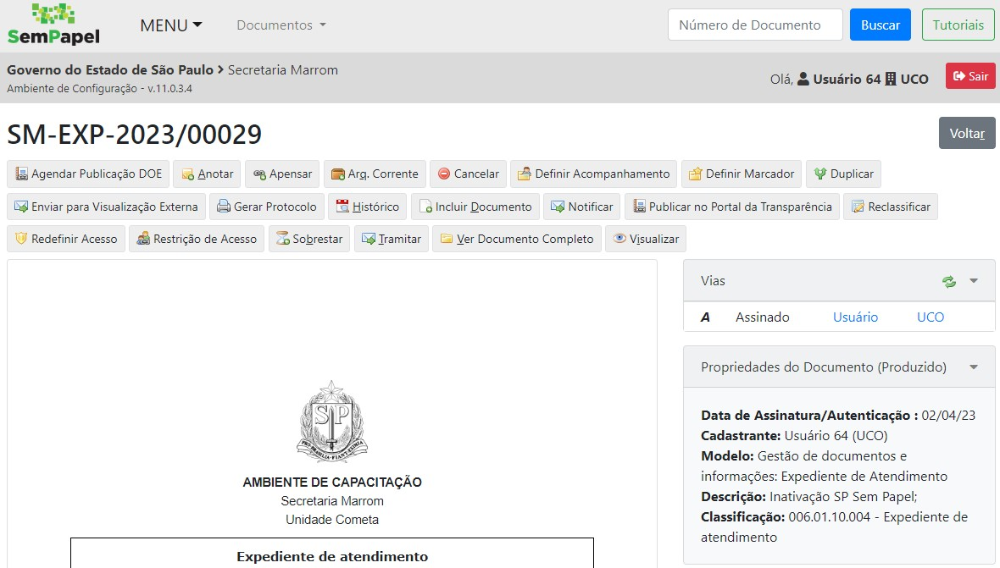 SemPapel
MENU
Documentos
Número de Documento
Buscar
Tutoriais
Governo do Estado de São Paulo > Secretaria Marrom
Ambiente de Configuração - v.11.0.3.4
Olá, Usuário 64 UCO
Sair
SM-EXP-2023/00029
Voltar
Agendar Publicação DOE Anotar Apensar Arq. Corrente Cancelar Definir Acompanhamento Definir Marcador Duplicar
Enviar para Visualização Externa Gerar Protocolo Histórico Incluir Documento Notificar Publicar no Portal da Transparência Reclassificar
Redefinir Acesso Restrição de Acesso Sobrestar Tramitar Ver Documento Completo Visualizar
SP
PRO·BRASILIA·FIANT·EXIMIA
AMBIENTE DE CAPACITAÇÃO
Secretaria Marrom
Unidade Cometa
Expediente de atendimento
Vias
A Assinado Usuário UCO
Propriedades do Documento (Produzido)
Data de Assinatura/Autenticação : 02/04/23
Cadastrante: Usuário 64 (UCO)
Modelo: Gestão de documentos e
informações: Expediente de Atendimento
Descrição: Inativação SP Sem Papel;
Classificação: 006.01.10.004 - Expediente de
atendimento